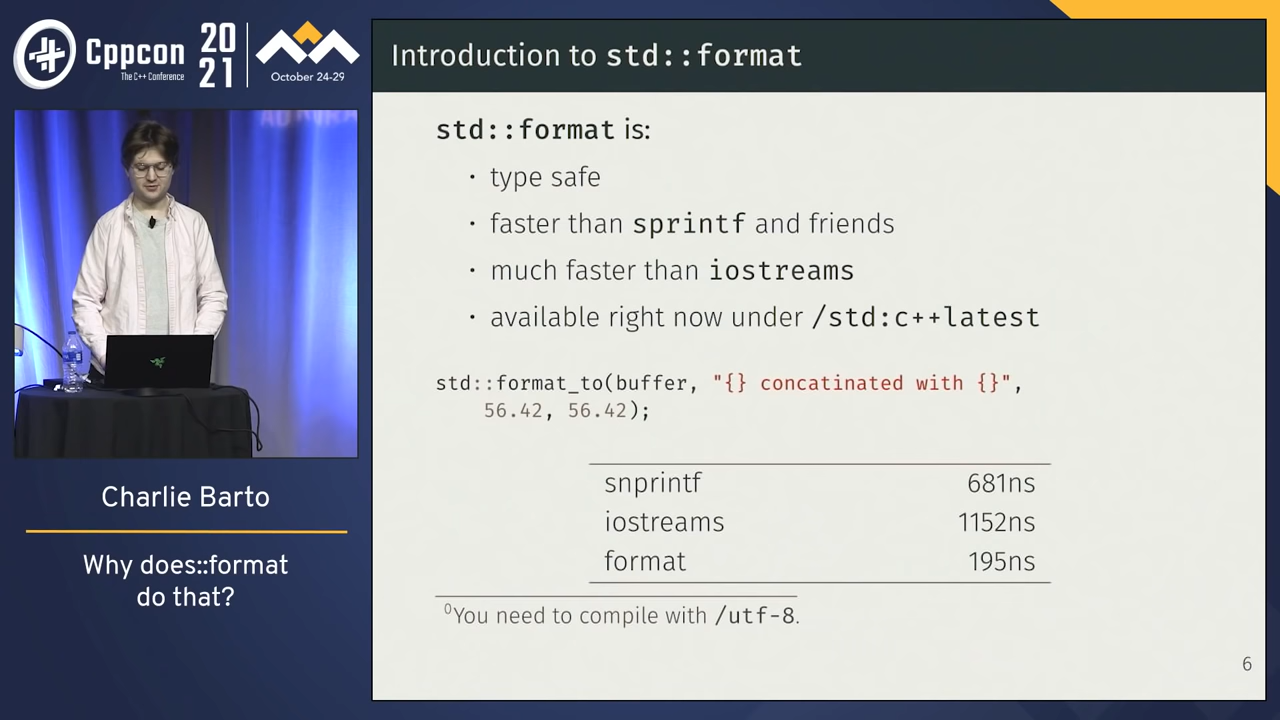 Cppcon
The C++ Conference
20
21
October 24-29
Charlie Barto
Why does::format
do that?
Introduction to std::format
std::format is:
· type safe
· faster than sprintf and friends
· much faster than iostreams
· available right now under /std:c++latest
std::format_to(buffer, "{} concatinated with {}",
56.42, 56.42);
snprintf 681ns
iostreams 1152ns
format 195ns
0You need to compile with /utf-8.
6